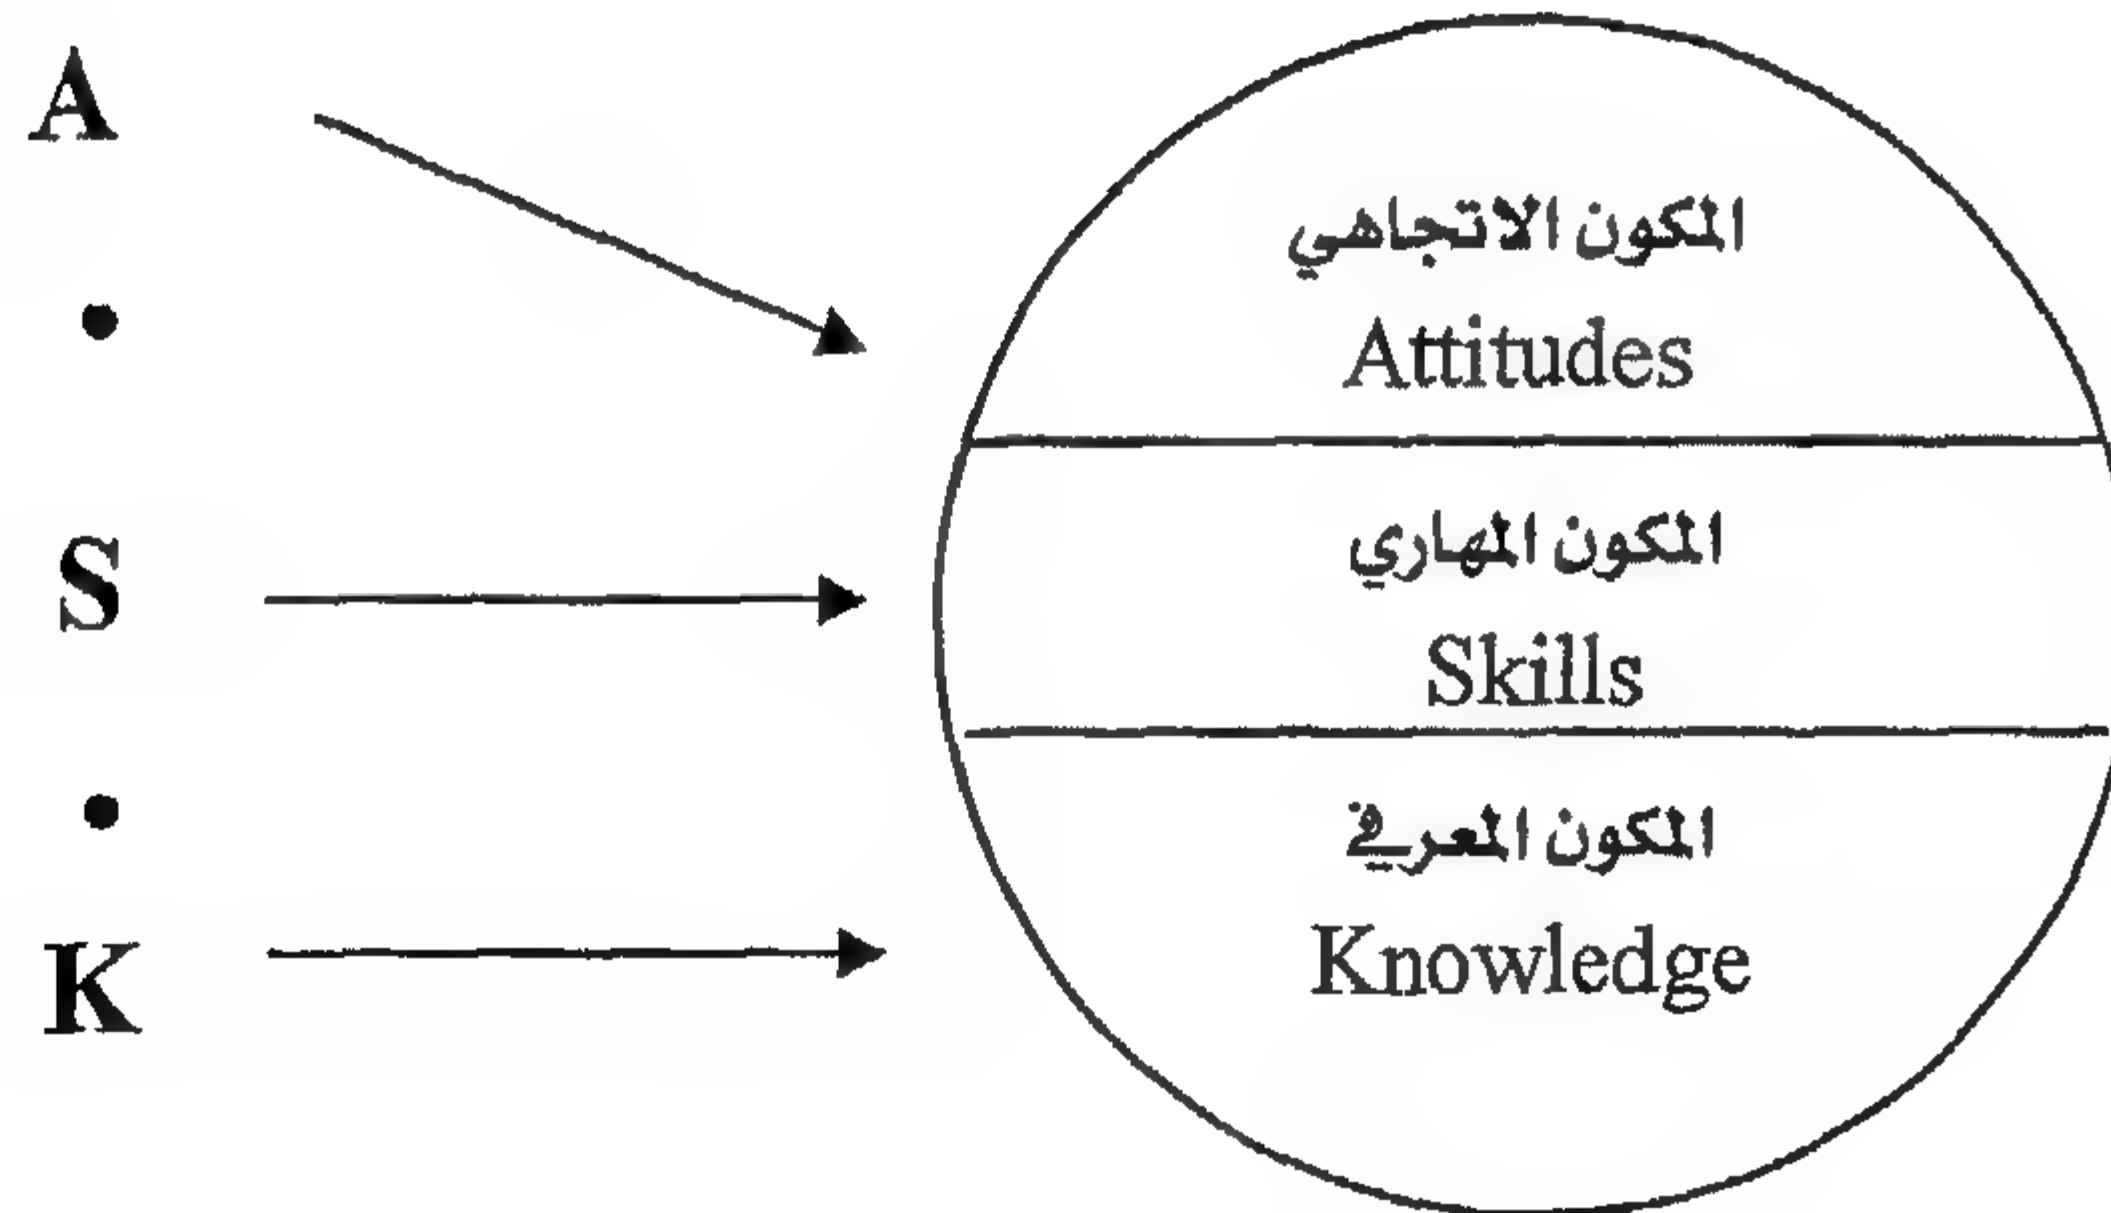 A
المكون الاتجاهي
Attitudes
•
S
المكون المهاري
Skills
•
المكون المعرفي
K
Knowledge